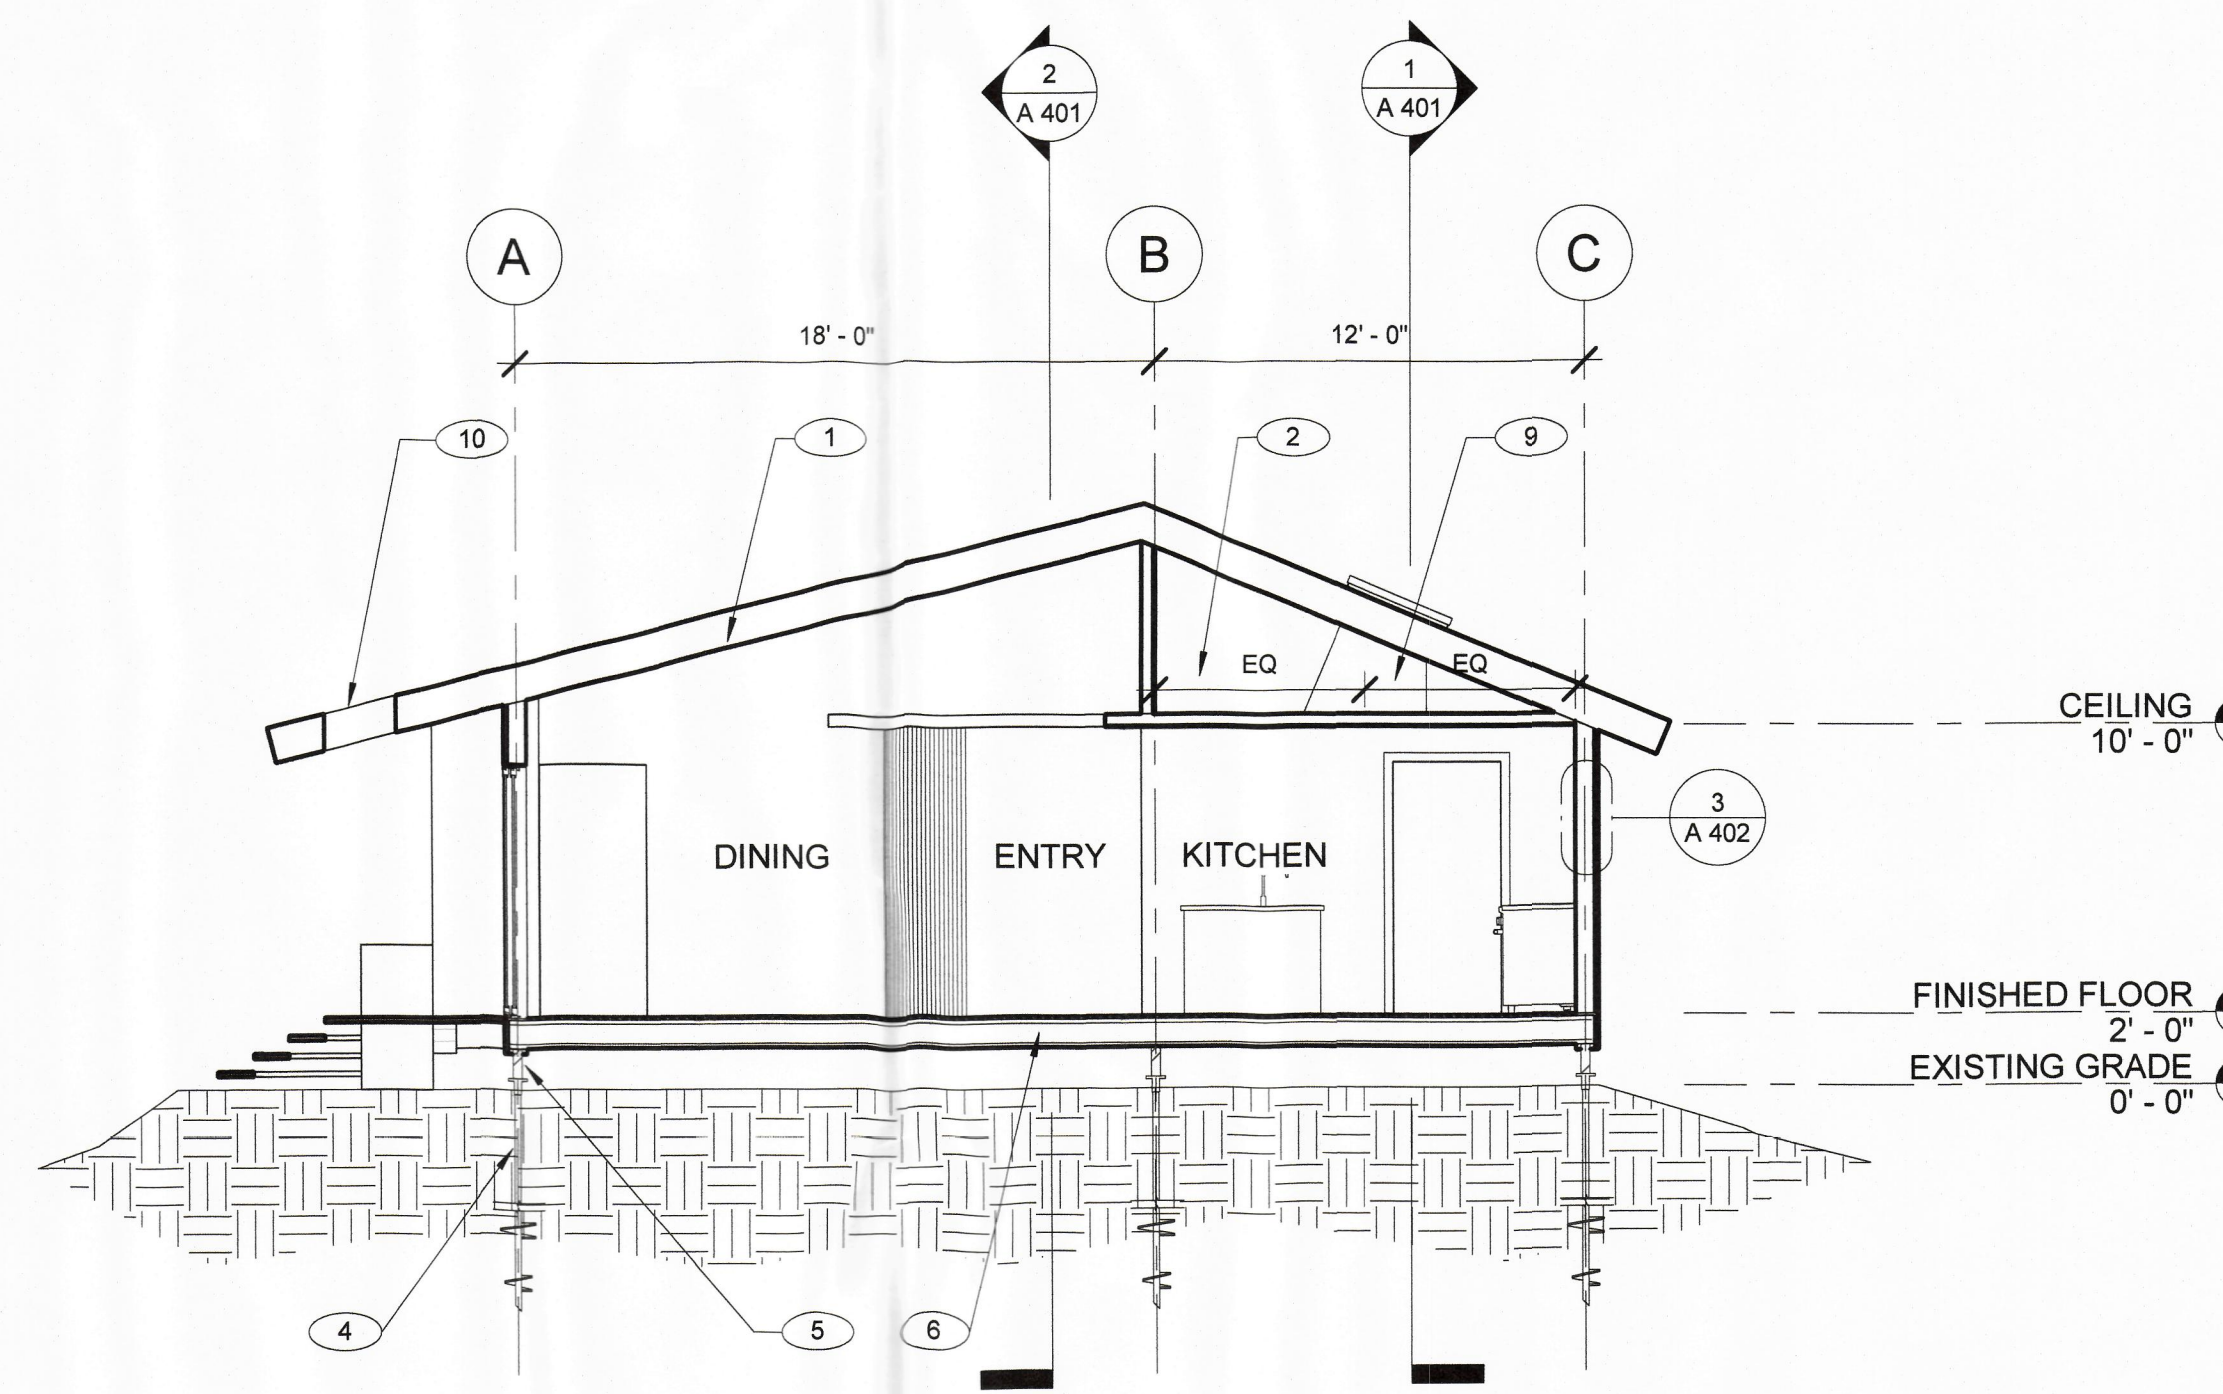 2
A 401
1
A 401
A
B
C
18' - 0"
12' - 0"
10
1
2
9
EQ
EQ
CEILING
10' - 0"
3
A 402
DINING
ENTRY
KITCHEN
FINISHED FLOOR
2' - 0"
EXISTING GRADE
0' - 0"
4
5
6